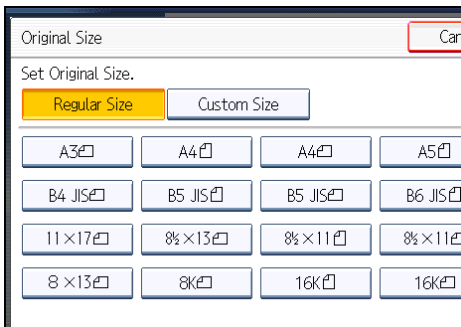 Original Size
Set Original Size.
Regular Size Custom Size
A3 A4 A4 A5
B4 JIS B5 JIS B5 JIS B6 JIS
11×17 8½×13 8½×11 8½×11
8×13 8K 16K 16K